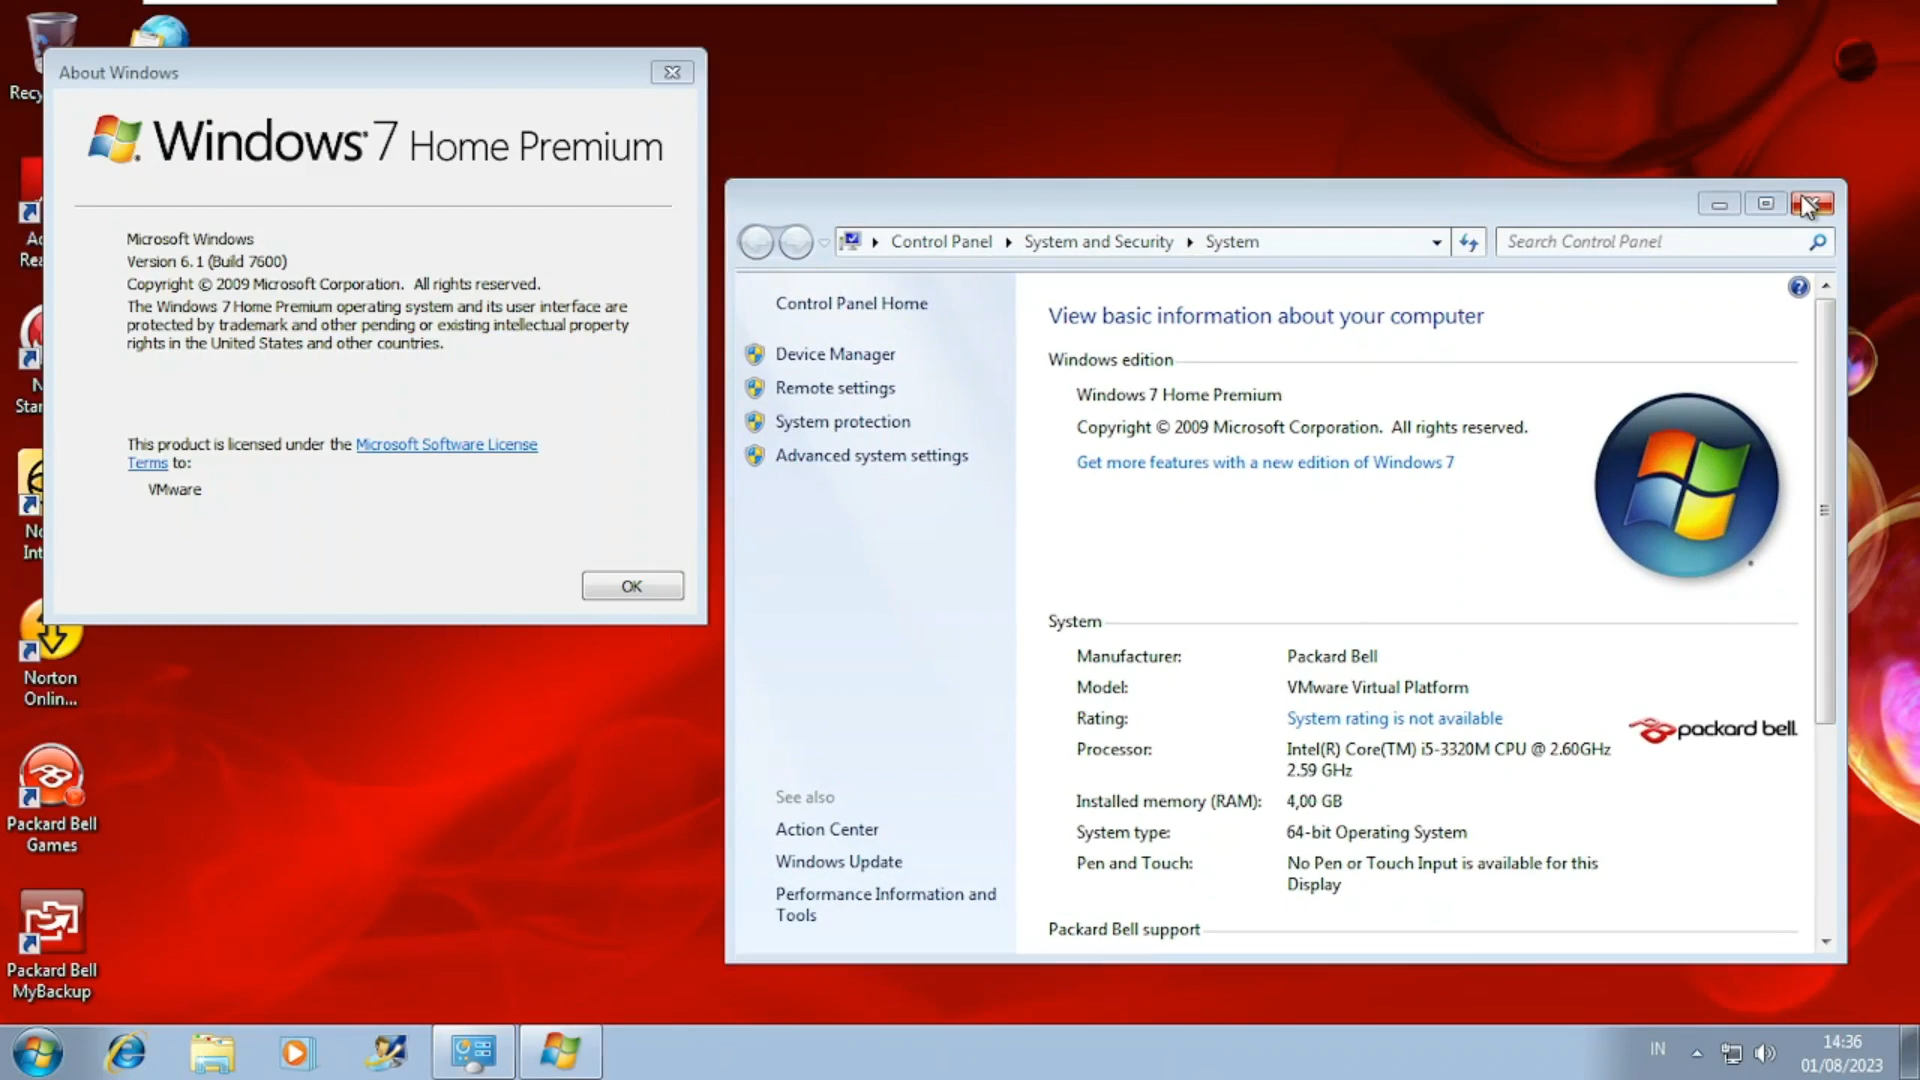 About Windows
Windows 7 Home Premium
Microsoft Windows
Version 6.1 (Build 7600)
Copyright © 2009 Microsoft Corporation. All rights reserved.
The Windows 7 Home Premium operating system and its user interface are
protected by trademark and other pending or existing intellectual property
rights in the United States and other countries.
This product is licensed under the Microsoft Software License
Terms to:
VMware
OK
Control Panel
System and Security
System
Search Control Panel
Control Panel Home
Device Manager
Remote settings
System protection
Advanced system settings
See also
Action Center
Windows Update
Performance Information and
Tools
View basic information about your computer
Windows edition
Windows 7 Home Premium
Copyright © 2009 Microsoft Corporation. All rights reserved.
Get more features with a new edition of Windows 7
System
Manufacturer: Packard Bell
Model: VMware Virtual Platform
Rating: System rating is not available
Processor: Intel(R) Core(TM) i5-3320M CPU @ 2.60GHz
2.59 GHz
Installed memory (RAM): 4,00 GB
System type: 64-bit Operating System
Pen and Touch: No Pen or Touch Input is available for this
Display
packard bell
Packard Bell support
Norton
Onlin...
Packard Bell
Games
Packard Bell
MyBackup
IN
14:36
01/08/2023